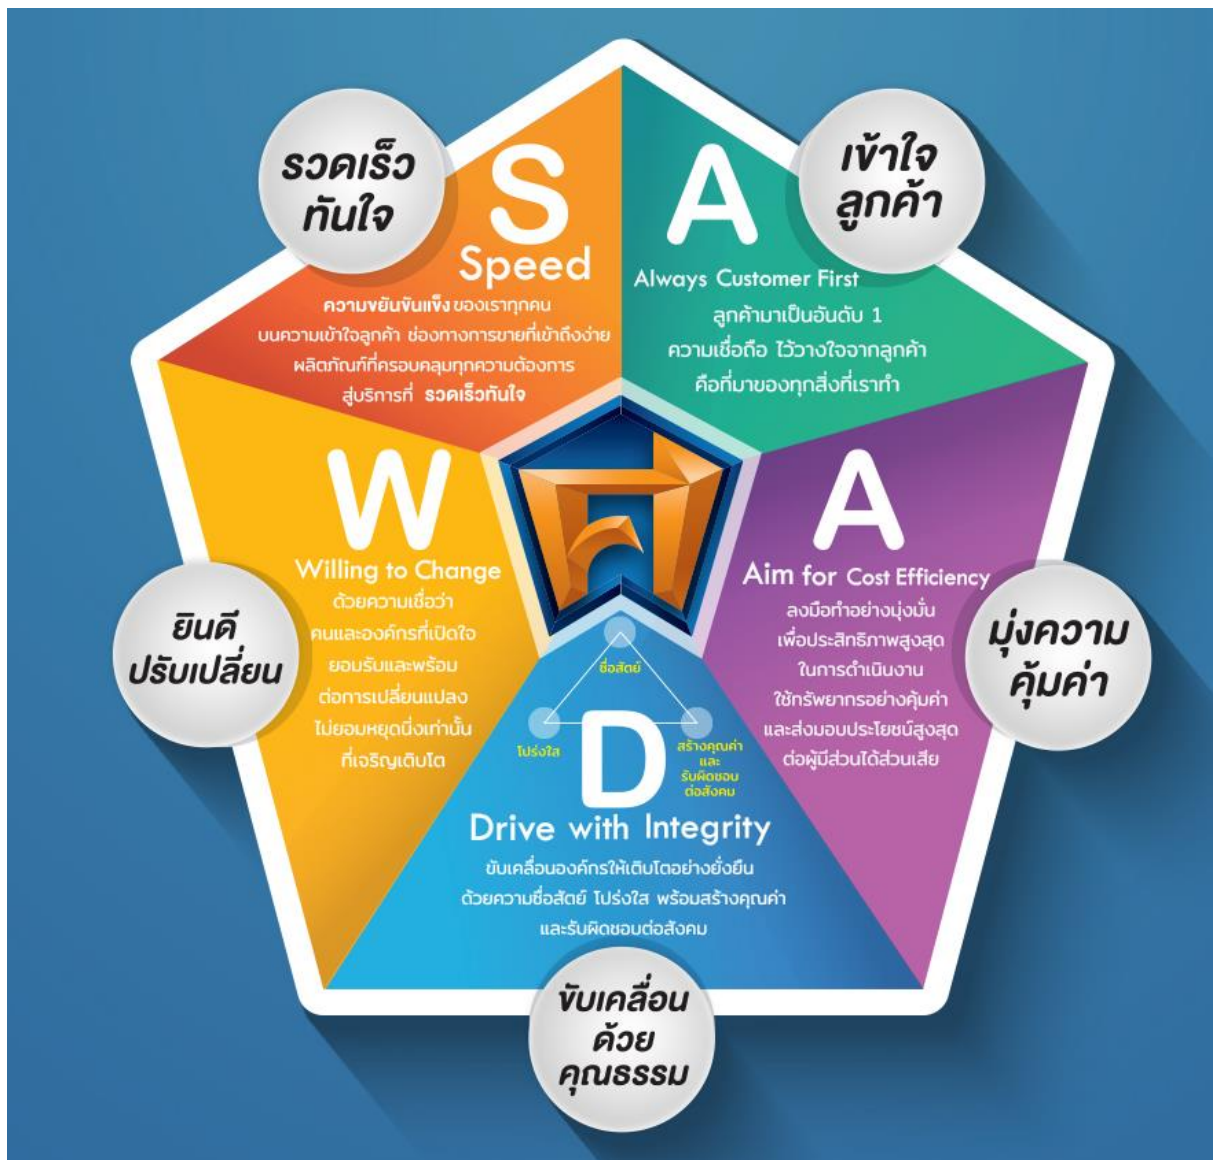 รวดเร็ว
ทันใจ
S
Speed
ความขยันขันแข็ง ของเราทุกคน
บนความเข้าใจลูกค้า ช่องทางการขายที่เข้าถึงง่าย
ผลิตภัณฑ์ที่ครอบคลุมทุกความต้องการ
สู่บริการที่ รวดเร็วทันใจ
เข้าใจ
ลูกค้า
A
Always Customer First
ลูกค้ามาเป็นอันดับ 1
ความเชื่อถือ ไว้วางใจจากลูกค้า
คือที่มาของทุกสิ่งที่เราทำ
W
Willing to Change
ด้วยความเชื่อว่า
คนและองค์กรที่เปิดใจ
ยอมรับและพร้อม
ต่อการเปลี่ยนแปลง
ไม่ยอมหยุดนิ่งเท่านั้น
ที่เจริญเติบโต
ยินดี
ปรับเปลี่ยน
A
Aim for Cost Efficiency
ลงมือทำอย่างมุ่งมั่น
เพื่อประสิทธิภาพสูงสุด
ในการดำเนินงาน
ใช้ทรัพยากรอย่างคุ้มค่า
และส่งมอบประโยชน์สูงสุด
ต่อผู้มีส่วนได้ส่วนเสีย
มุ่งความ
คุ้มค่า
ซื่อสัตย์
โปร่งใส
สร้างคุณค่า
และ
รับผิดชอบ
ต่อสังคม
D
Drive with Integrity
ขับเคลื่อนองค์กรให้เติบโตอย่างยั่งยืน
ด้วยความซื่อสัตย์ โปร่งใส พร้อมสร้างคุณค่า
และรับผิดชอบต่อสังคม
ขับเคลื่อน
ด้วย
คุณธรรม